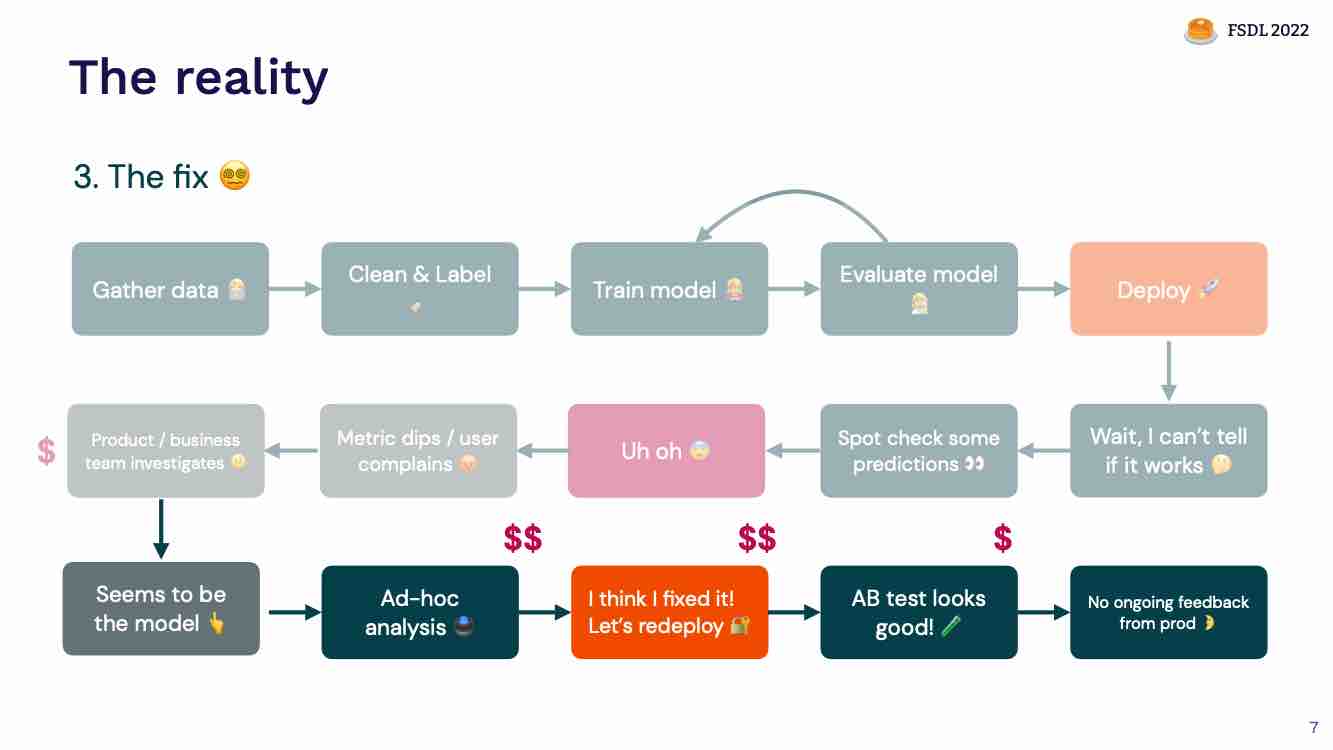 FSDL 2022
The reality
3. The fix 😵‍💫
Gather data
Clean & Label
Train model
Evaluate model
Deploy 🚀
Product / business
team investigates
$
Metric dips / user
complains
Uh oh
Spot check some
predictions 👀
Wait, I can’t tell
if it works 🤔
$$
$$
$
Seems to be
the model 👆
Ad-hoc
analysis
I think I fixed it!
Let’s redeploy 🔐
AB test looks
good! 🧪
No ongoing feedback
from prod
7